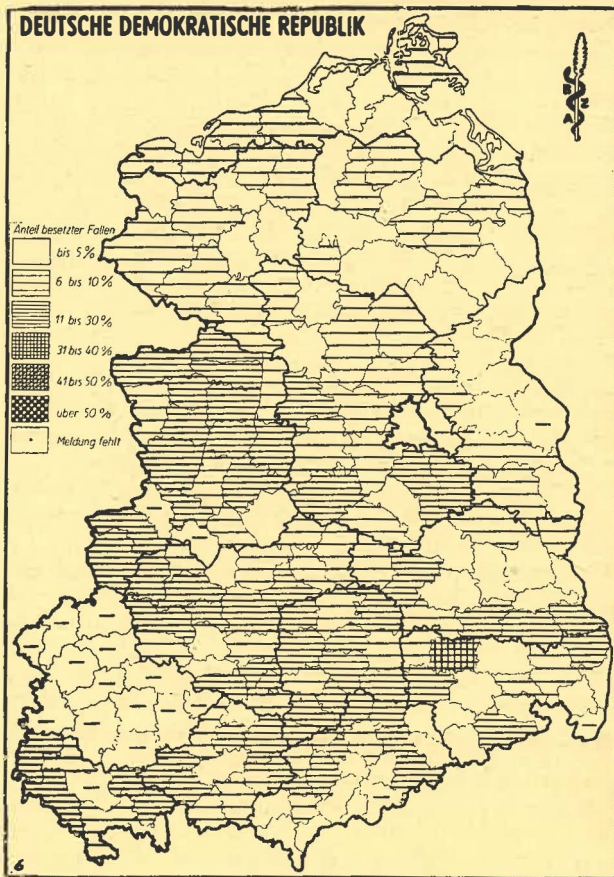 DEUTSCHE DEMOKRATISCHE REPUBLIK
Anteil besetzter Fallen
bis 5%
6 bis 10%
11 bis 30%
31 bis 40%
41 bis 50%
über 50%
Meldung fehlt
6